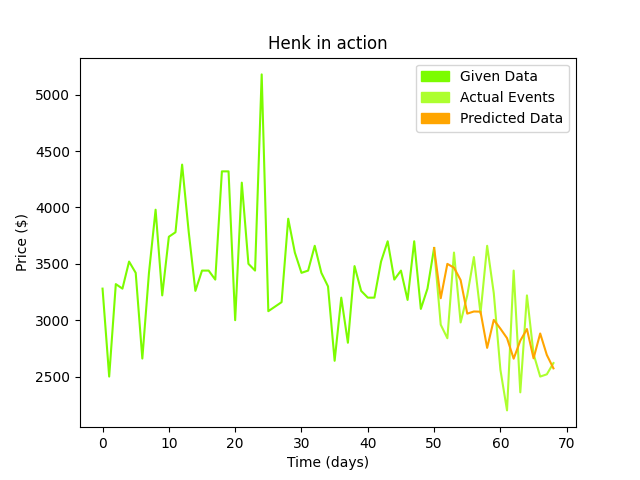 Henk in action
Given Data
Actual Events
Predicted Data
Price ($)
5000
4500
4000
3500
3000
2500
0 10 20 30 40 50 60 70
Time (days)